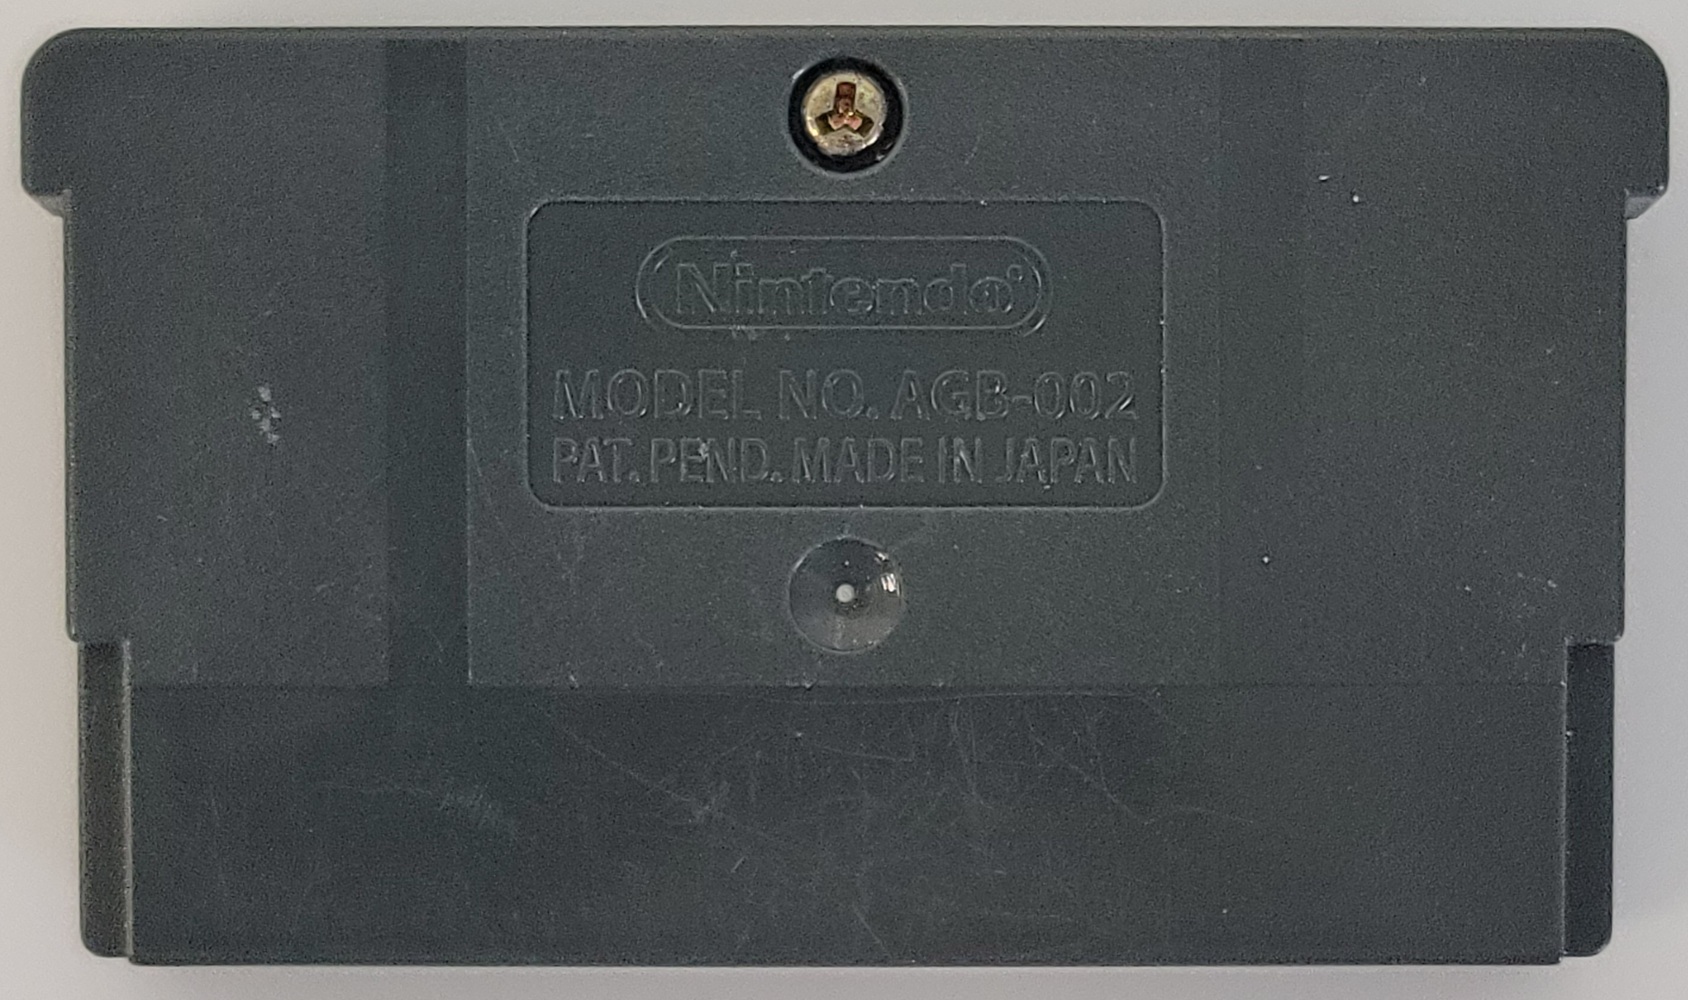 Nintendo®
MODEL NO. AGB-002
PAT. PEND. MADE IN JAPAN